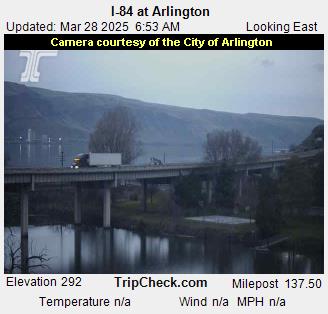 I-84 at Arlington
Updated: Mar 28 2025 6:53 AM Looking East
Camera courtesy of the City of Arlington
Elevation 292 TripCheck.com Milepost 137.50
Temperature n/a Wind n/a MPH n/a